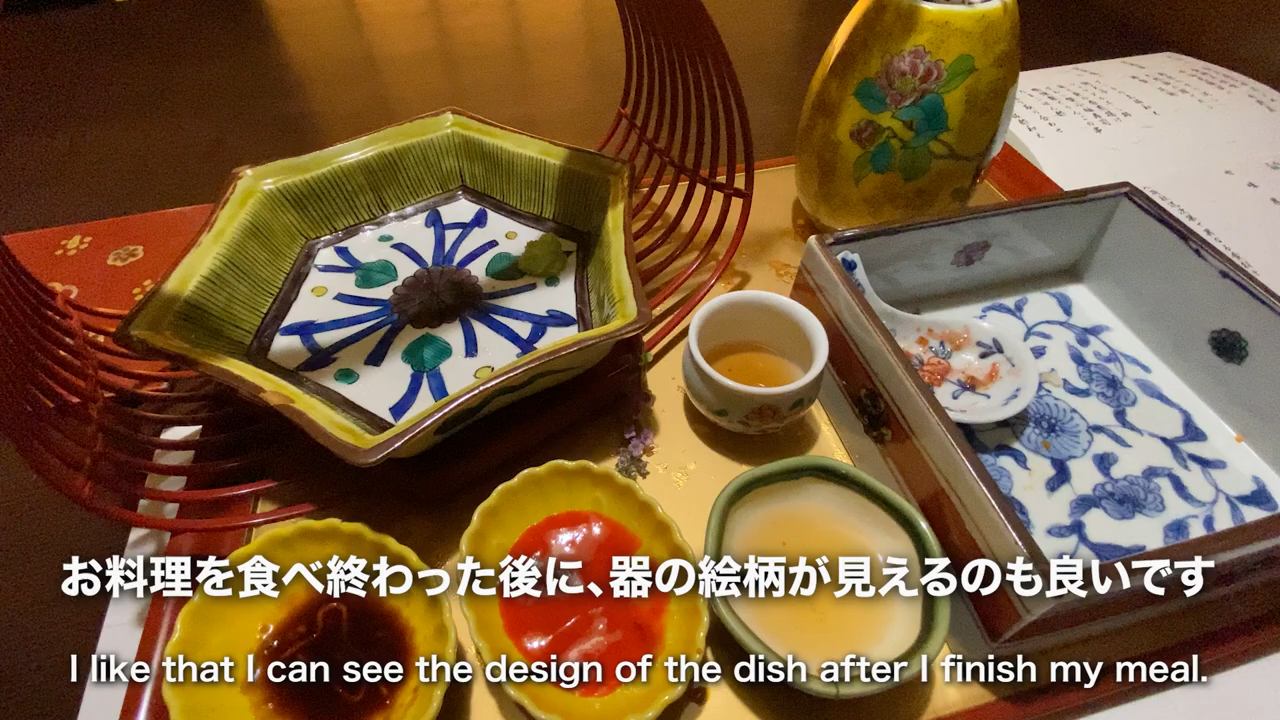 お料理を食べ終わった後に、器の絵柄が見えるのも良いです
I like that I can see the design of the dish after I finish my meal.